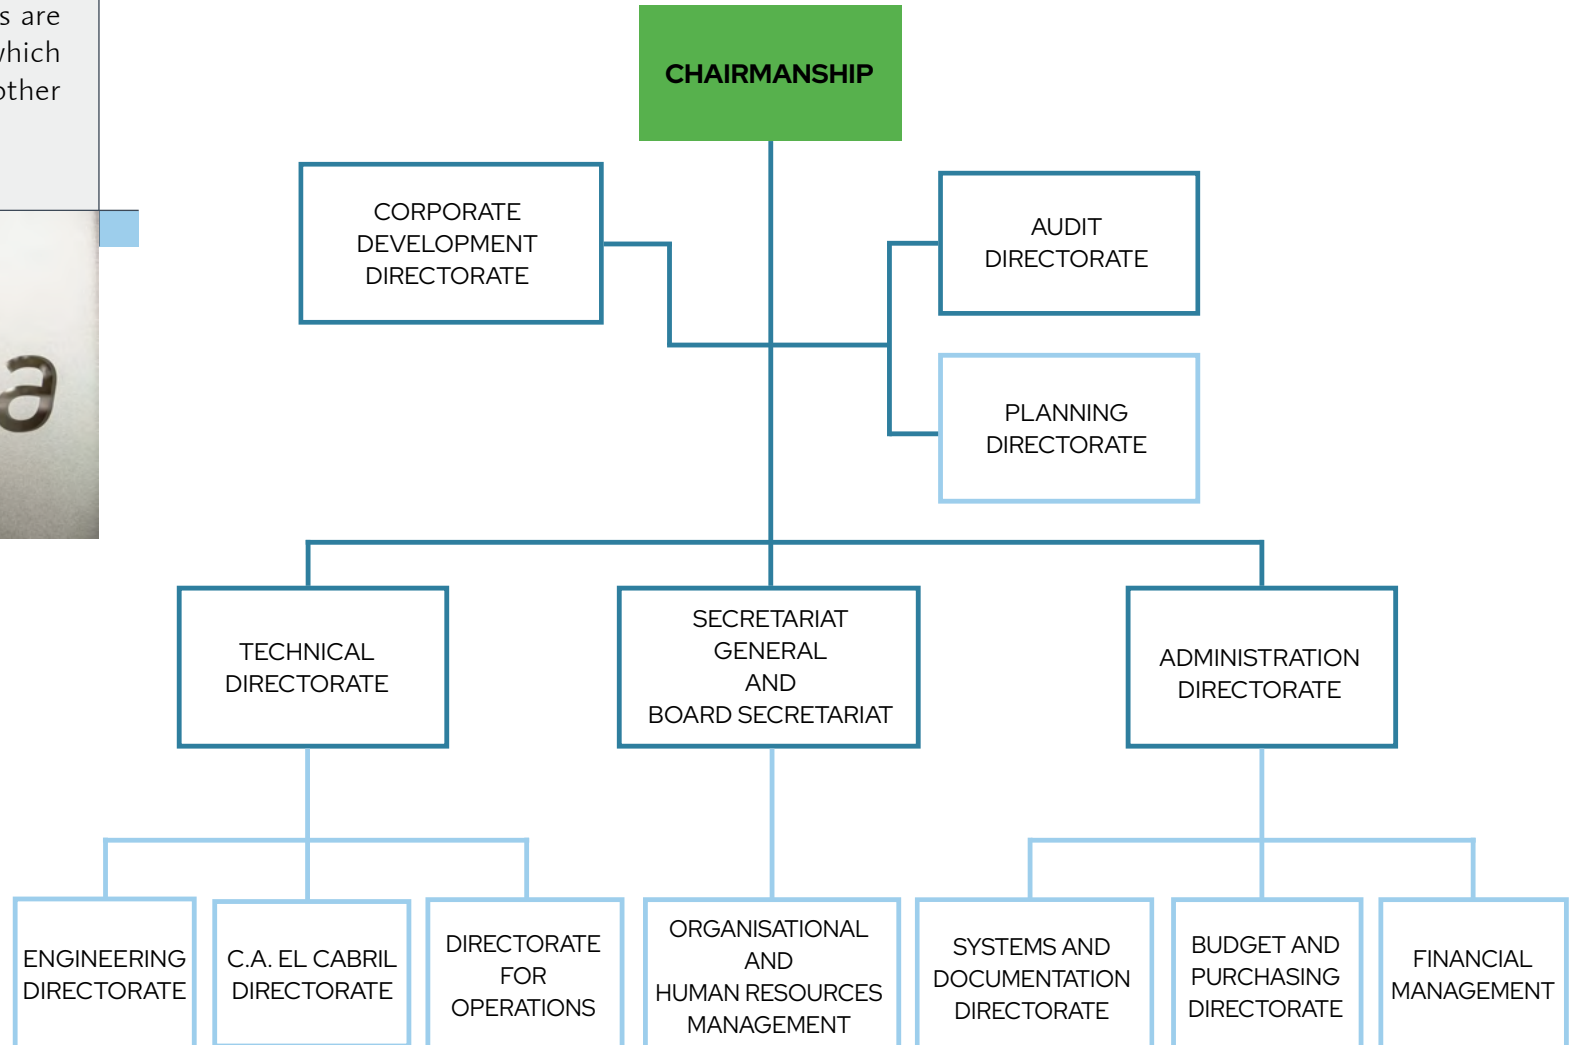 s are
which
other
a
CHAIRMANSHIP
CORPORATE
DEVELOPMENT
DIRECTORATE
AUDIT
DIRECTORATE
PLANNING
DIRECTORATE
TECHNICAL
DIRECTORATE
SECRETARIAT
GENERAL
AND
BOARD SECRETARIAT
ADMINISTRATION
DIRECTORATE
ENGINEERING
DIRECTORATE
C.A. EL CABRIL
DIRECTORATE
DIRECTORATE
FOR
OPERATIONS
ORGANISATIONAL
AND
HUMAN RESOURCES
MANAGEMENT
SYSTEMS AND
DOCUMENTATION
DIRECTORATE
BUDGET AND
PURCHASING
DIRECTORATE
FINANCIAL
MANAGEMENT